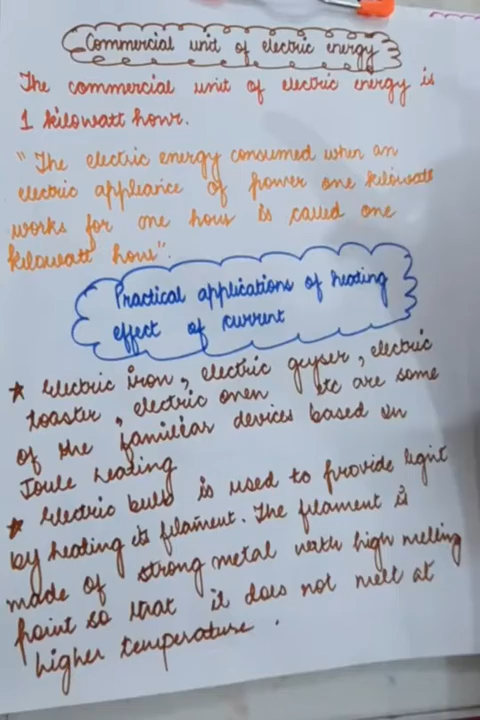 Commercial unit of electric energy
The commercial unit of electric energy is
1 kilowatt hour.
"The electric energy consumed when an
electric appliance of power one kilowatt
works for one hour is called one
kilowatt hour".
Practical applications of heating
effect of current
★ Electric iron, electric geyser, electric
toaster, electric oven etc are some
of the familiar devices based on
Joule heating
★ Electric bulb is used to provide light
by heating its filament. The filament is
made of strong metal with high melting
point so that it does not melt at
higher temperature.